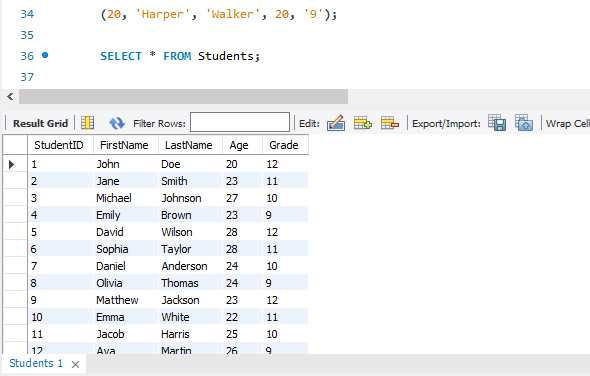 34 (20, 'Harper', 'Walker', 20, '9');
35
36 SELECT * FROM Students;
37
Result Grid Filter Rows: Edit: Export/Import: Wrap Cell
StudentID FirstName LastName Age Grade
1 John Doe 20 12
2 Jane Smith 23 11
3 Michael Johnson 27 10
4 Emily Brown 23 9
5 David Wilson 28 12
6 Sophia Taylor 28 11
7 Daniel Anderson 24 10
8 Olivia Thomas 24 9
9 Matthew Jackson 23 12
10 Emma White 22 11
11 Jacob Harris 25 10
12 Ava Martin 26 9
Students 1